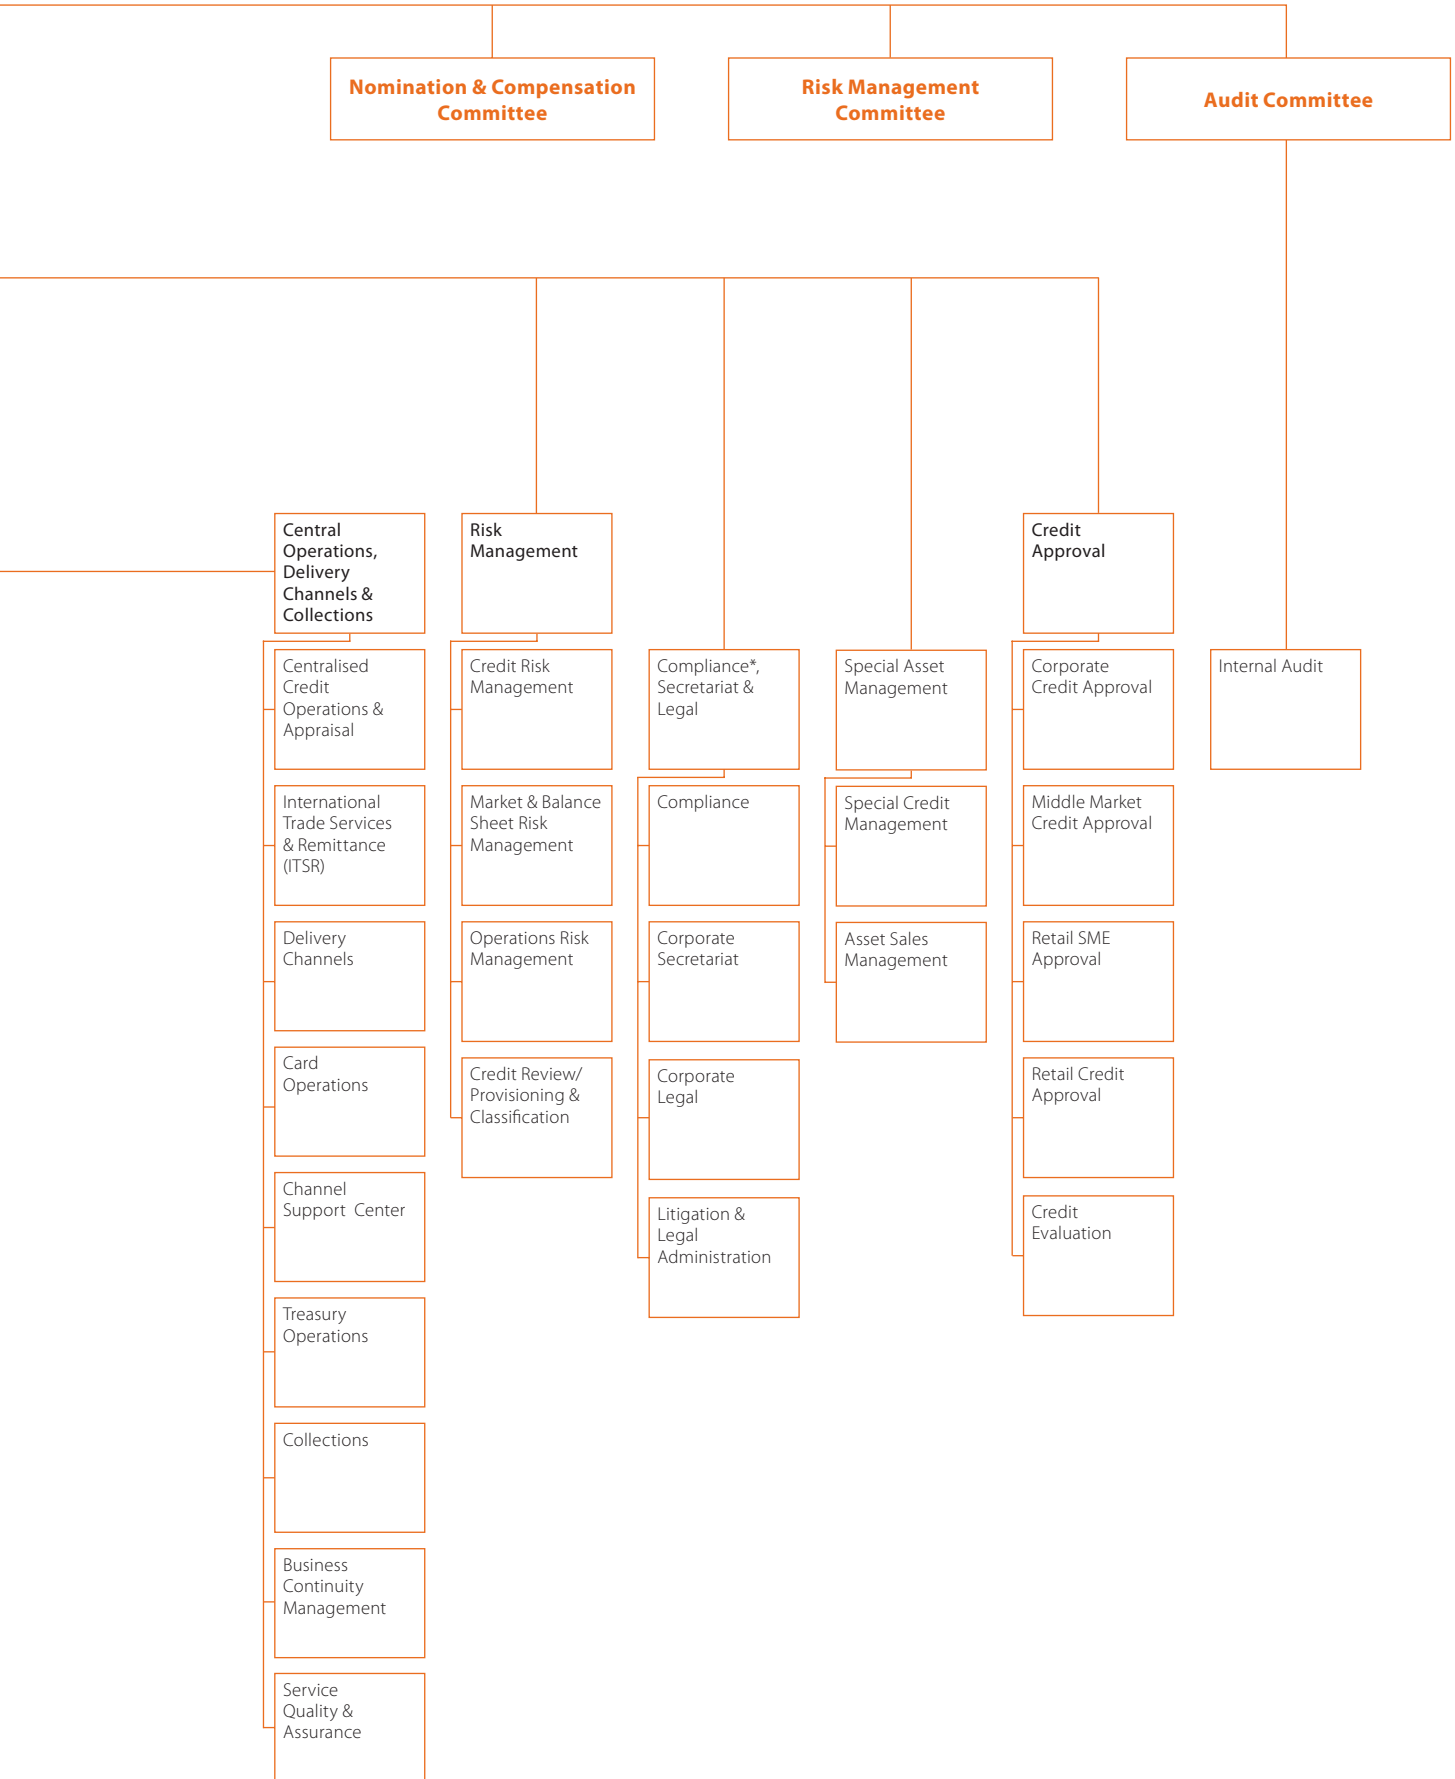 Nomination & Compensation
Committee
Risk Management
Committee
Audit Committee
Central
Operations,
Delivery
Channels &
Collections
Centralised
Credit
Operations &
Appraisal
International
Trade Services
& Remittance
(ITSR)
Delivery
Channels
Card
Operations
Channel
Support Center
Treasury
Operations
Collections
Business
Continuity
Management
Service
Quality &
Assurance
Risk
Management
Credit Risk
Management
Market & Balance
Sheet Risk
Management
Operations Risk
Management
Credit Review/
Provisioning &
Classification
Compliance*,
Secretariat &
Legal
Compliance
Corporate
Secretariat
Corporate
Legal
Litigation &
Legal
Administration
Special Asset
Management
Special Credit
Management
Asset Sales
Management
Credit
Approval
Corporate
Credit Approval
Middle Market
Credit Approval
Retail SME
Approval
Retail Credit
Approval
Credit
Evaluation
Internal Audit